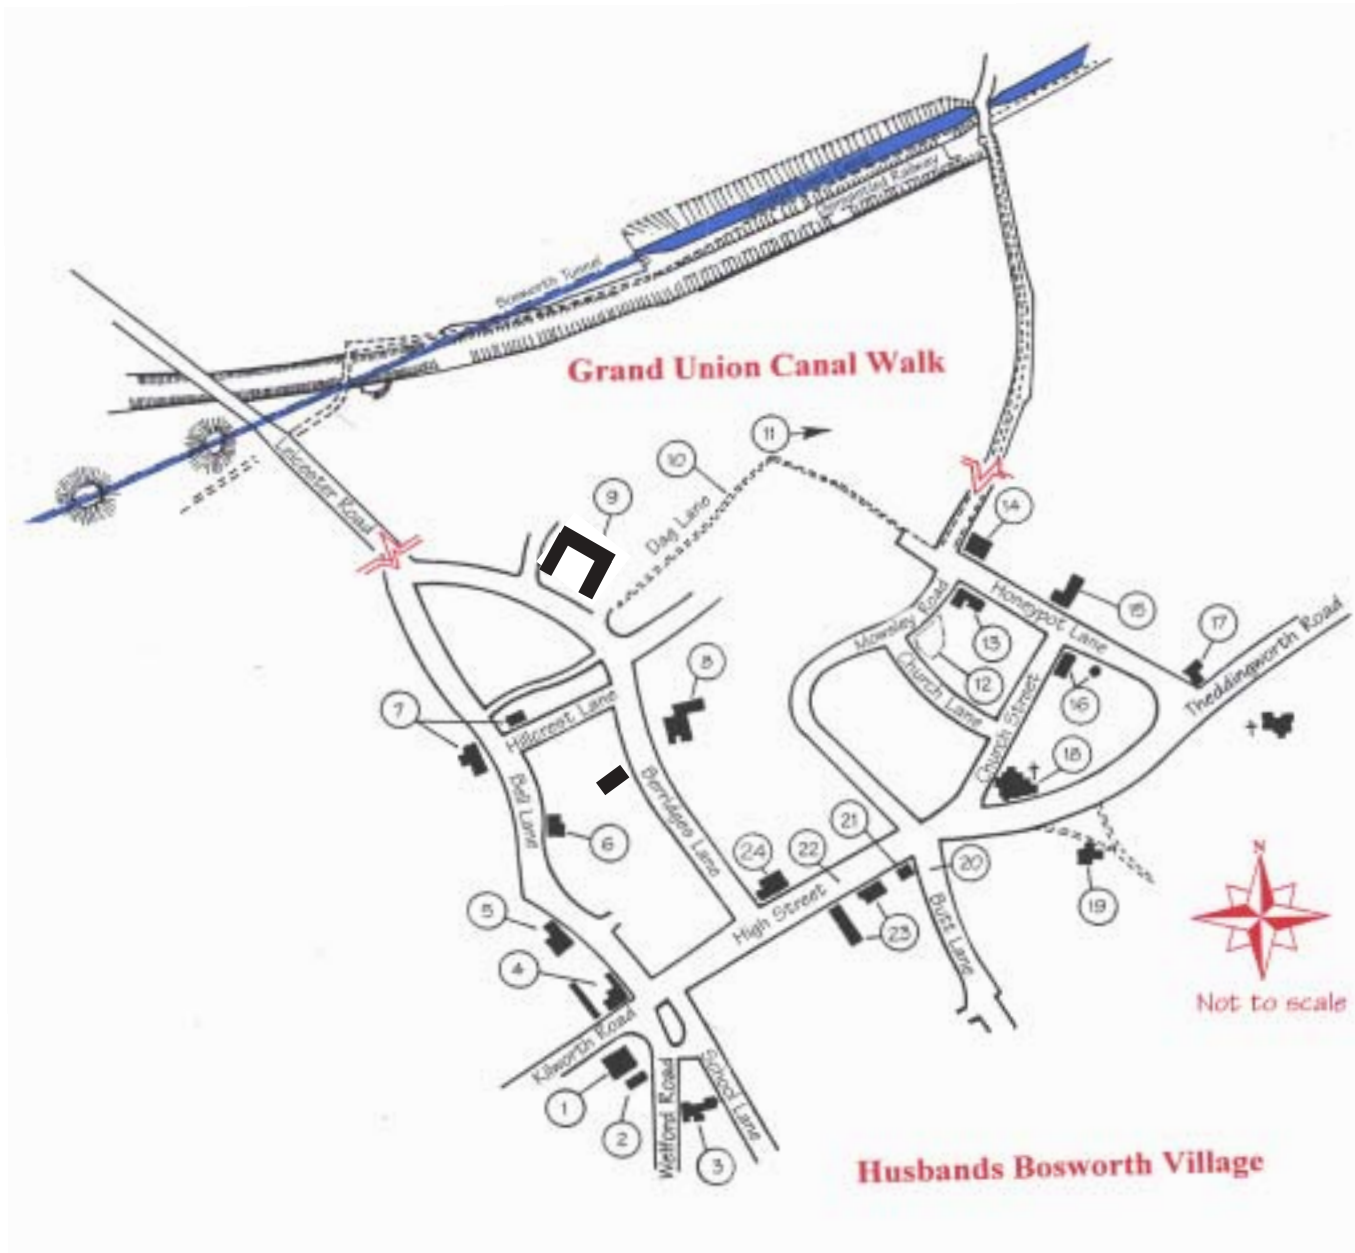 Dismantled Railway
Bosworth Tunnel
Grand Union Canal Walk
Leicester Road
11
10
9
Dag Lane
14
15
Honeypot Lane
17
Theddingworth Road
Mowsley Road
13
12
Church Lane
Church Street
16
18
8
7
Hillcrest Lane
Bell Lane
Berridges Lane
6
21
22
24
20
19
High Street
23
Butt Lane
5
4
N
Not to scale
Kilworth Road
1
2
Welford Road
School Lane
3
Husbands Bosworth Village